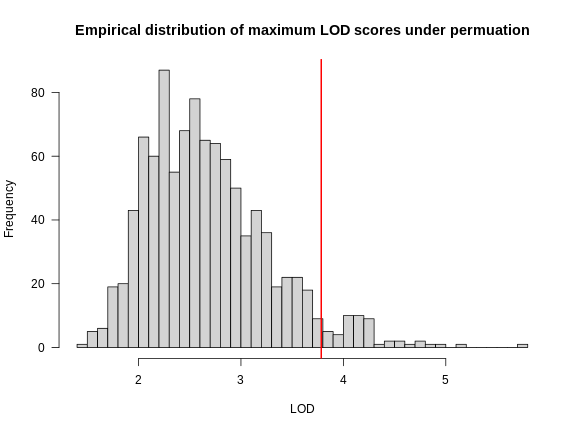 Empirical distribution of maximum LOD scores under permuation
80
60
40
20
0
Frequency
2 3 4 5
LOD